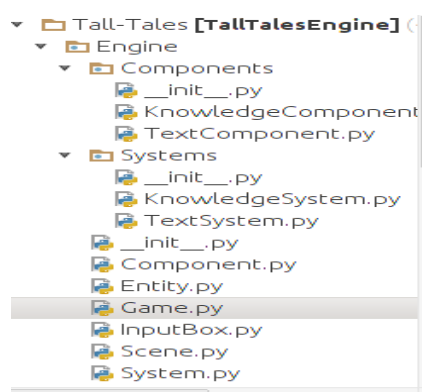 Tall-Tales [TallTalesEngine] (
Engine
Components
__init__.py
KnowledgeComponent
TextComponent.py
Systems
__init__.py
KnowledgeSystem.py
TextSystem.py
__init__.py
Component.py
Entity.py
Game.py
InputBox.py
Scene.py
System.py